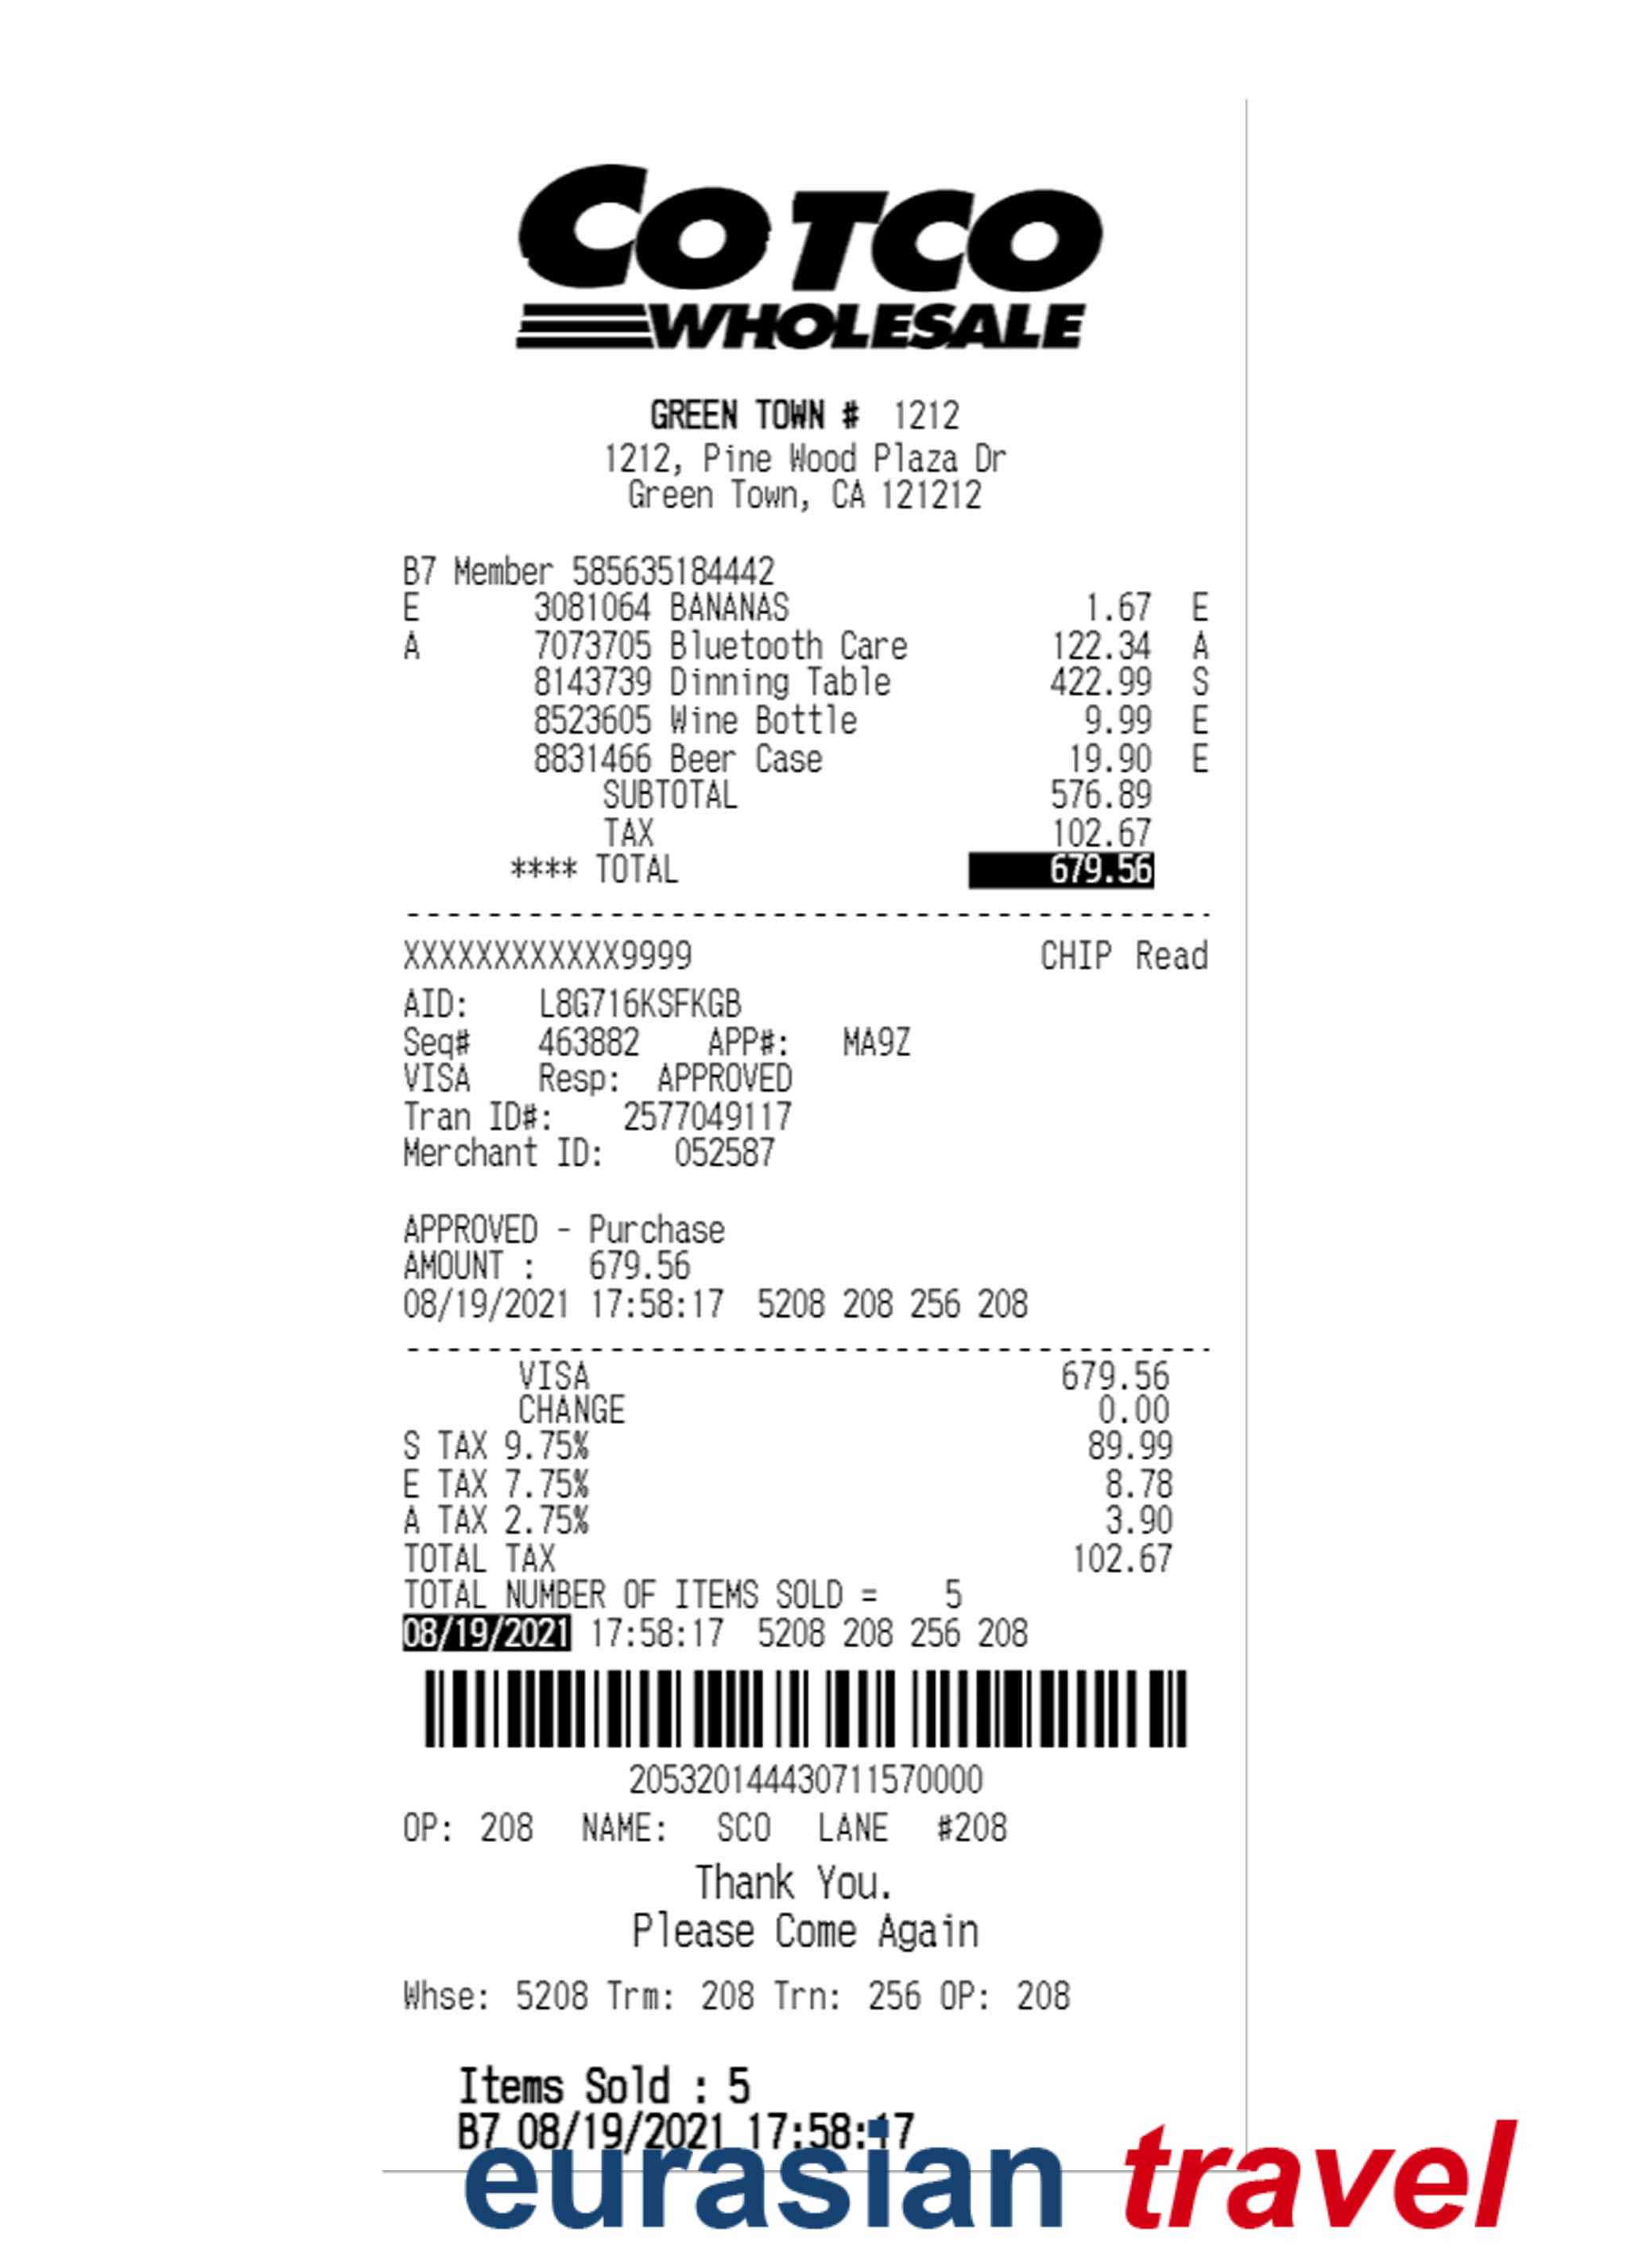 COTCO
WHOLESALE
GREEN TOWN # 1212
1212, Pine Wood Plaza Dr
Green Town, CA 121212
B7 Member 585635184442
E 3081064 BANANAS 1.67 E
A 7073705 Bluetooth Care 122.34 A
8143739 Dinning Table 422.99 S
8523605 Wine Bottle 9.99 E
8831466 Beer Case 19.90 E
SUBTOTAL 576.89
TAX 102.67
**** TOTAL 679.56
XXXXXXXXXXXXX9999 CHIP Read
AID: L8G716KSFKGB
Seq# 463882 APP#: MA9Z
VISA Resp: APPROVED
Tran ID#: 2577049117
Merchant ID: 052587
APPROVED - Purchase
AMOUNT : 679.56
08/19/2021 17:58:17 5208 208 256 208
VISA 679.56
CHANGE 0.00
S TAX 9.75% 89.99
E TAX 7.75% 8.78
A TAX 2.75% 3.90
TOTAL TAX 102.67
TOTAL NUMBER OF ITEMS SOLD = 5
08/19/2021 17:58:17 5208 208 256 208
205320144430711570000
OP: 208 NAME: SCO LANE #208
Thank You.
Please Come Again
Whse: 5208 Trm: 208 Trn: 256 OP: 208
Items Sold : 5
B7 08/19/2021 17:58:17
eurasian travel